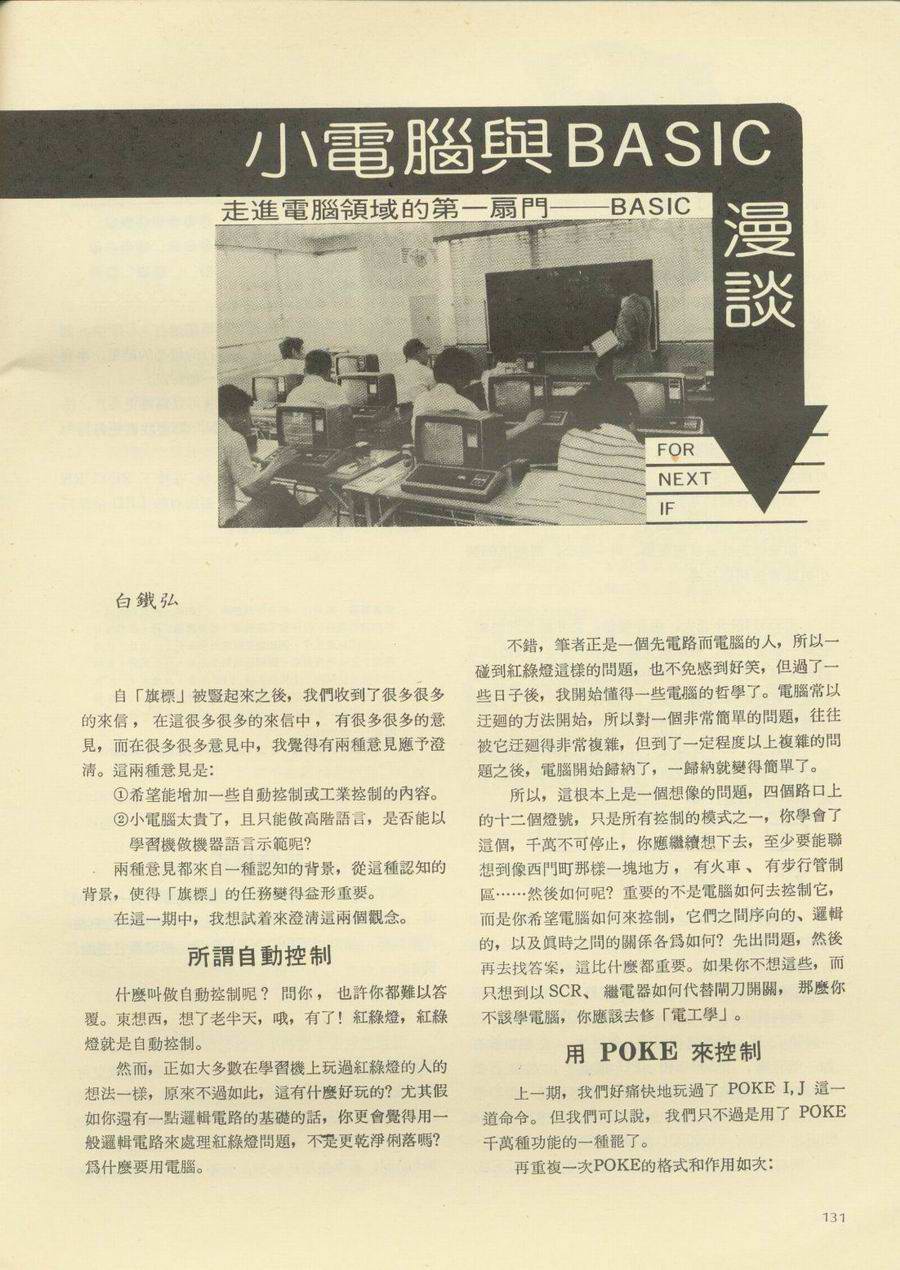 小電腦與BASIC
漫談
走進電腦領域的第一扇門——BASIC
FOR
NEXT
IF
白鐵弘
自「旗標」被豎起來之後，我們收到了很多很多
的來信，在這很多很多的來信中，有很多很多的意
見，而在很多很多意見中，我覺得有兩種意見應予澄
清。這兩種意見是：
①希望能增加一些自動控制或工業控制的內容。
②小電腦太貴了，且只能做高階語言，是否能以
學習機做機器語言示範呢？
兩種意見都來自一種認知的背景，從這種認知的
背景，使得「旗標」的任務變得益形重要。
在這一期中，我想試着來澄清這兩個觀念。
所謂自動控制
什麼叫做自動控制呢？問你，也許你都難以答
覆。東想西，想了老半天，哦，有了！紅綠燈，紅綠
燈就是自動控制。
然而，正如大多數在學習機上玩過紅綠燈的人的
想法一樣，原來不過如此，這有什麼好玩的？尤其假
如你還有一點邏輯電路的基礎的話，你更會覺得用一
般邏輯電路來處理紅綠燈問題，不是更乾淨俐落嗎？
爲什麼要用電腦。
不錯，筆者正是一個先電路而電腦的人，所以一
碰到紅綠燈這樣的問題，也不免感到好笑，但過了一
些日子後，我開始懂得一些電腦的哲學了。電腦常以
迂迴的方法開始，所以對一個非常簡單的問題，往往
被它迂迴得非常複雜，但到了一定程度以上複雜的問
題之後，電腦開始歸納了，一歸納就變得簡單了。
所以，這根本上是一個想像的問題，四個路口上
的十二個燈號，只是所有控制的模式之一，你學會了
這個，千萬不可停止，你應繼續想下去，至少要能聯
想到像西門町那樣一塊地方，有火車、有步行管制
區……然後如何呢？重要的不是電腦如何去控制它，
而是你希望電腦如何來控制，它們之間序向的、邏輯
的，以及眞時之間的關係各爲如何？先出問題，然後
再去找答案，這比什麼都重要。如果你不想這些，而
只想到以SCR、繼電器如何代替閘刀開關，那麼你
不該學電腦，你應該去修「電工學」。
用 POKE 來控制
上一期，我們好痛快地玩過了 POKE I,J 這一
道命令。但我們可以說，我們只不過是用了 POKE
千萬種功能的一種罷了。
再重複一次POKE的格式和作用如次：
131